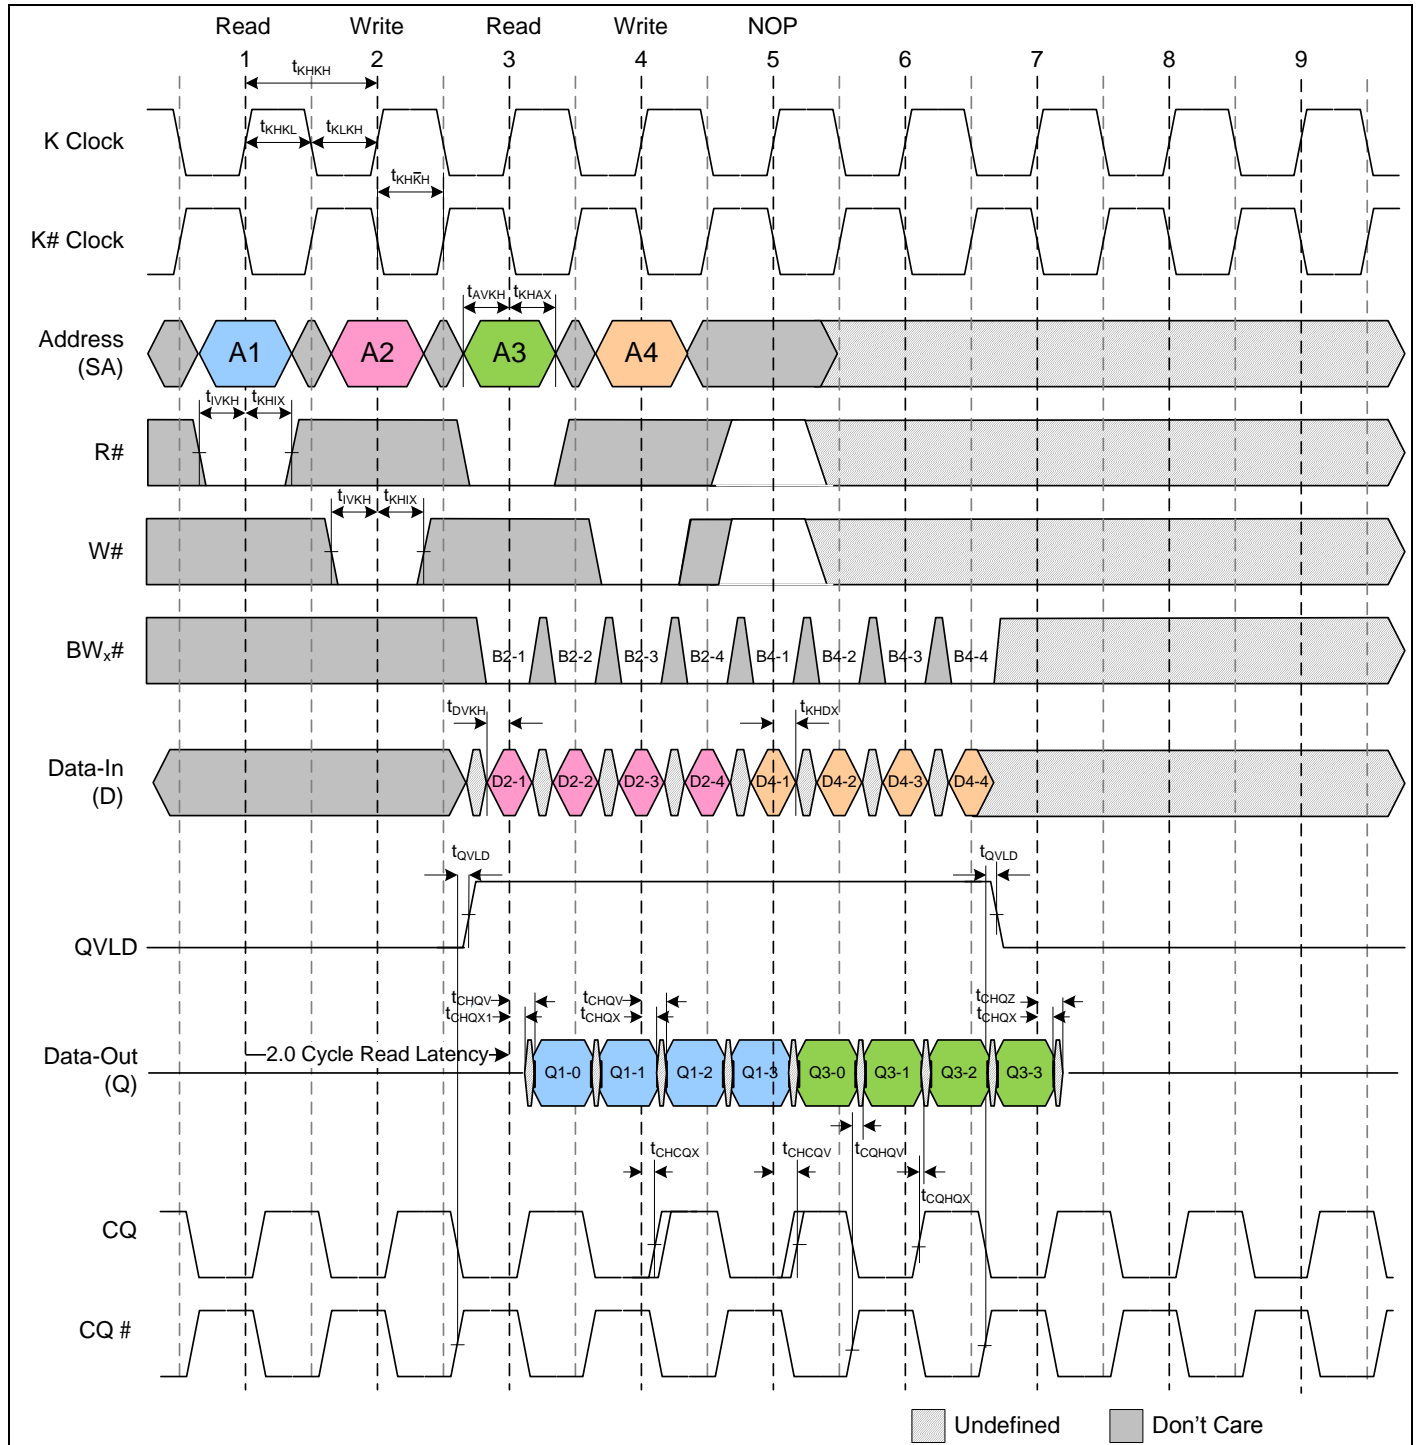 Read Write Read Write NOP
1 2 3 4 5 6 7 8 9
tKHKH
K Clock
tKHKL tKLKH
tKHK̅H
K# Clock
tAVKH tKHAX
Address
(SA)
A1 A2 A3 A4
tIVKH tKHIX
R#
tIVKH tKHIX
W#
BWx#
B2-1 B2-2 B2-3 B2-4 B4-1 B4-2 B4-3 B4-4
tDVKH tKHDX
Data-In
(D)
D2-1 D2-2 D2-3 D2-4 D4-1 D4-2 D4-3 D4-4
tQVLD tQVLD
QVLD
tCHQV tCHQV tCHQZ
tCHQX1 tCHQX tCHQX
Data-Out
(Q)
2.0 Cycle Read Latency
Q1-0 Q1-1 Q1-2 Q1-3 Q3-0 Q3-1 Q3-2 Q3-3
tCHCQX tCHCQV tCQHQV
tCQHQX
CQ
CQ #
Undefined Don't Care